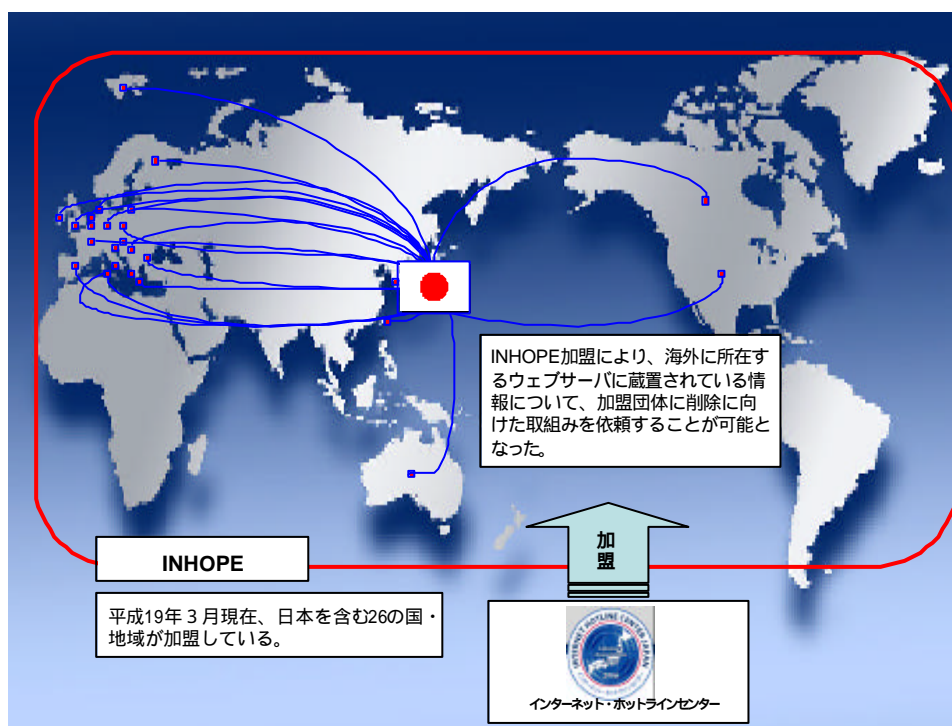 INHOPE加盟により、海外に所在す
るウェブサーバに蔵置されている情
報について、加盟団体に削除に向
けた取組みを依頼することが可能と
なった。
加
盟
INHOPE
平成19年3月現在、日本を含む26の国・
地域が加盟している。
INTERNET HOTLINE CENTER JAPAN
インターネット・ホットラインセンター